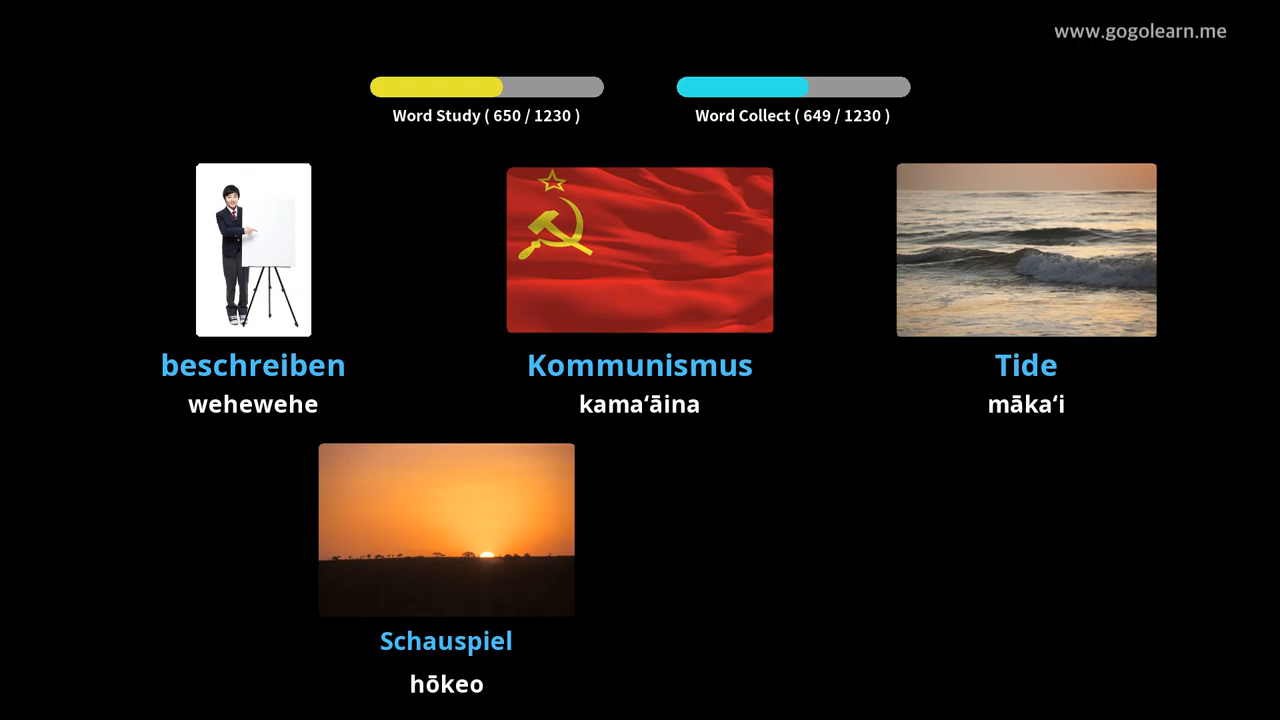 www.gogolearn.me
Word Study ( 650 / 1230 )
Word Collect ( 649 / 1230 )
beschreiben
wehewehe
Kommunismus
kamaʻāina
Tide
mākaʻi
Schauspiel
hōkeo